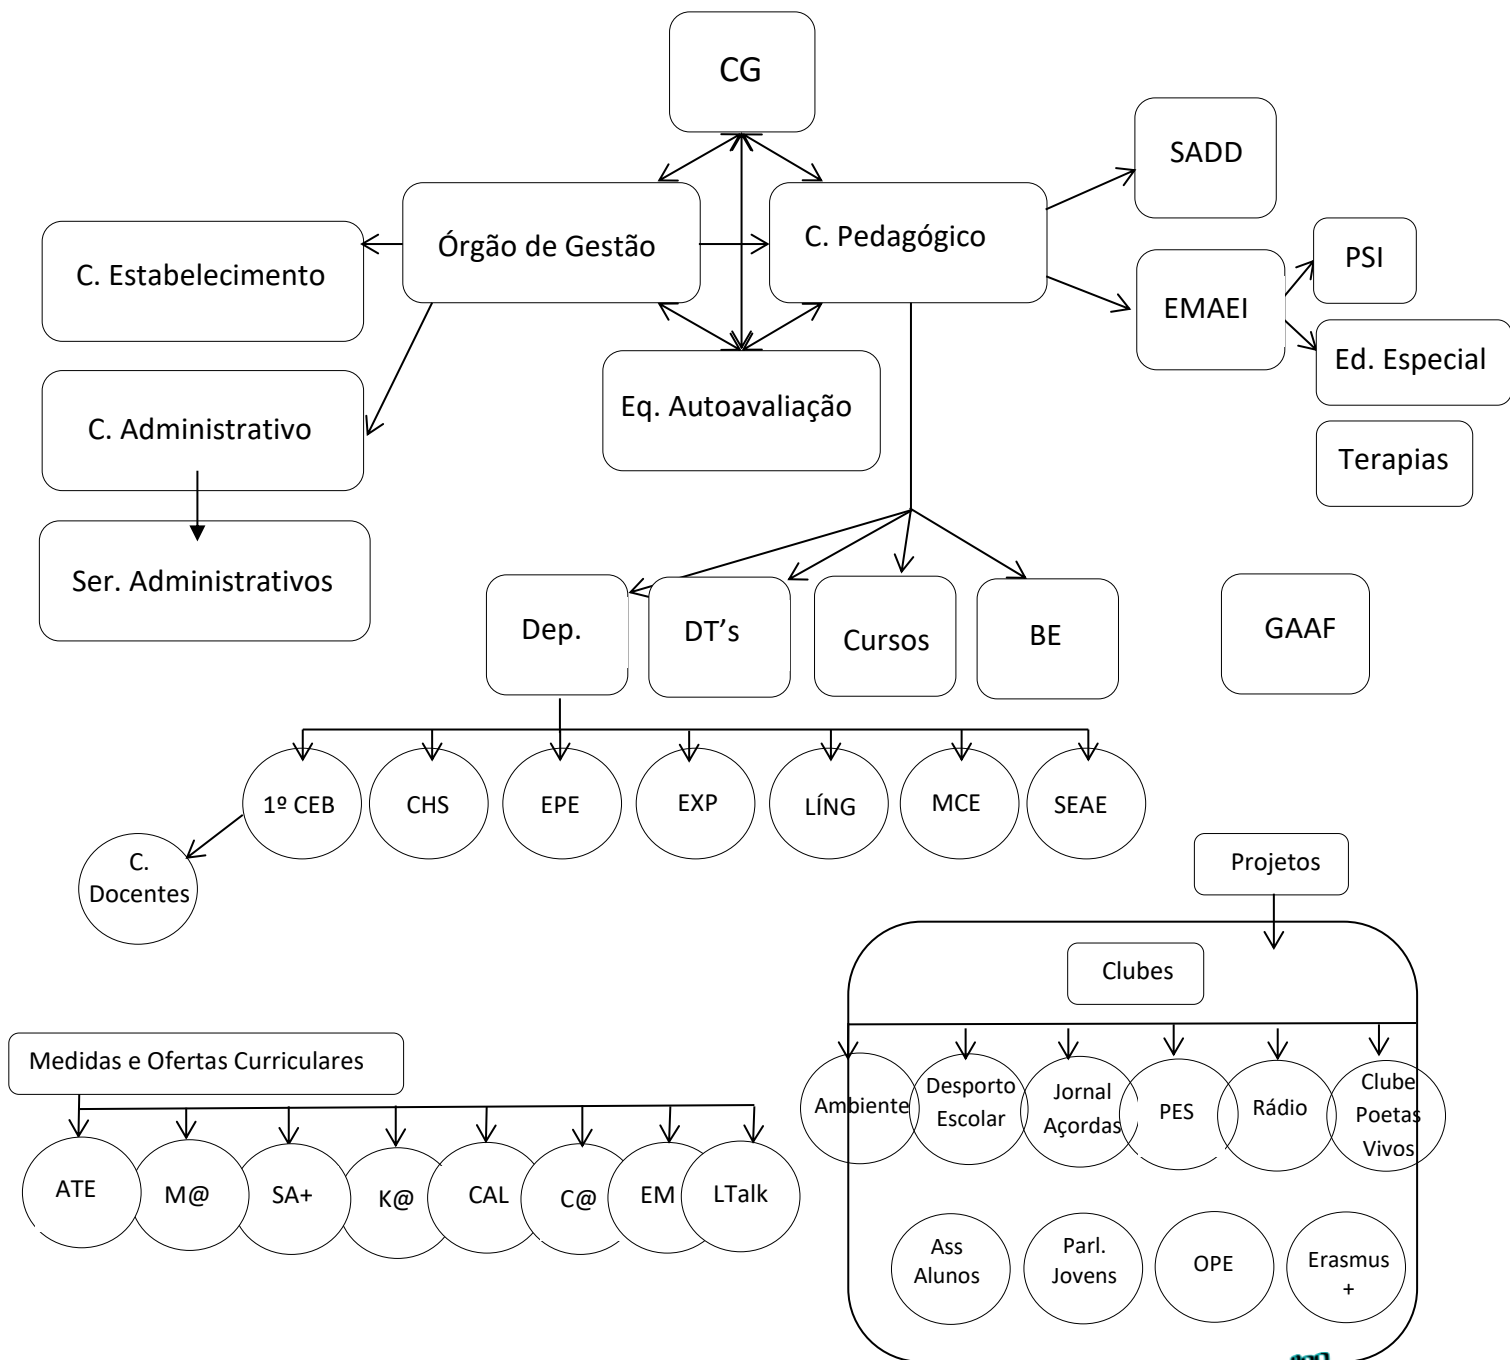 CG
SADD
Órgão de Gestão
C. Pedagógico
C. Estabelecimento
EMAEI
PSI
Ed. Especial
Eq. Autoavaliação
C. Administrativo
Terapias
Ser. Administrativos
Dep.
DT’s
Cursos
BE
GAAF
1º CEB
CHS
EPE
EXP
LÍNG
MCE
SEAE
C.
Docentes
Projetos
Clubes
Medidas e Ofertas Curriculares
Ambiente
Desporto
Escolar
Jornal
Açordas
PES
Rádio
Clube
Poetas
Vivos
ATE
M@
SA+
K@
CAL
C@
EM
LTalk
Ass
Alunos
Parl.
Jovens
OPE
Erasmus
+